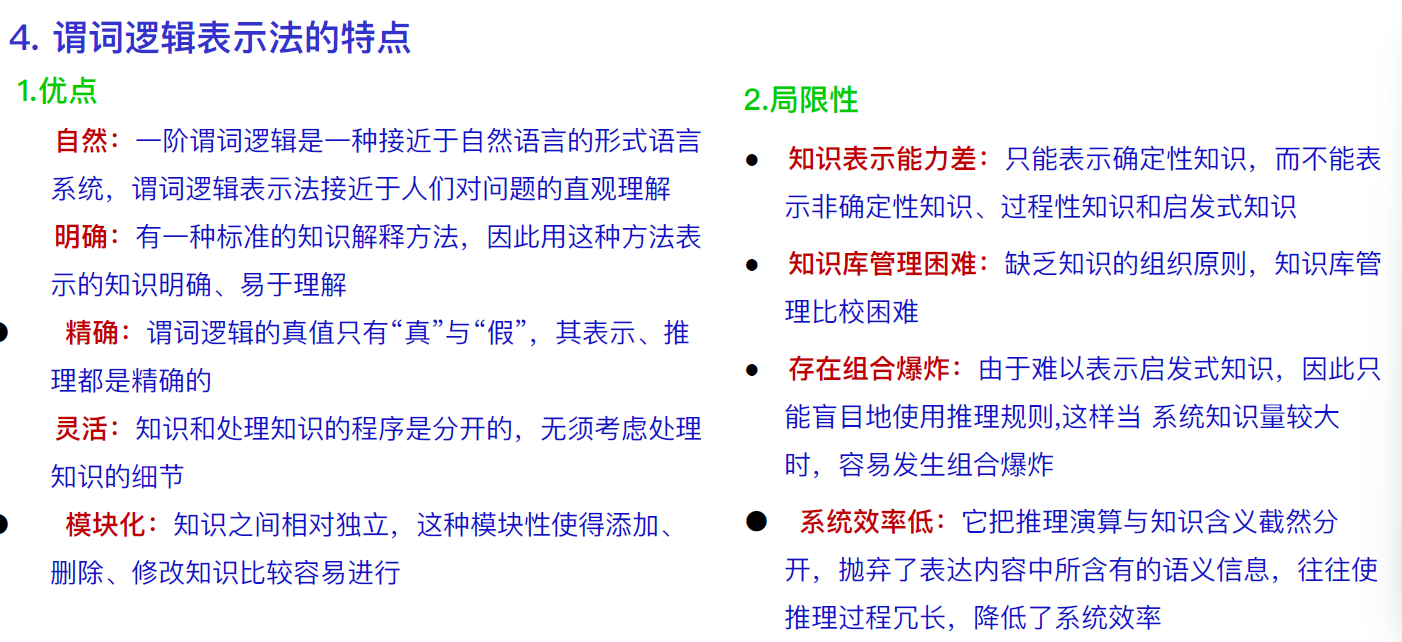 4. 谓词逻辑表示法的特点
1.优点
自然：一阶谓词逻辑是一种接近于自然语言的形式语言
系统，谓词逻辑表示法接近于人们对问题的直观理解
明确：有一种标准的知识解释方法，因此用这种方法表
示的知识明确、易于理解
● 精确：谓词逻辑的真值只有“真”与“假”，其表示、推
理都是精确的
灵活：知识和处理知识的程序是分开的，无须考虑处理
知识的细节
● 模块化：知识之间相对独立，这种模块性使得添加、
删除、修改知识比较容易进行
2.局限性
● 知识表示能力差：只能表示确定性知识，而不能表
示非确定性知识、过程性知识和启发式知识
● 知识库管理困难：缺乏知识的组织原则，知识库管
理比校困难
● 存在组合爆炸：由于难以表示启发式知识，因此只
能盲目地使用推理规则,这样当 系统知识量较大
时，容易发生组合爆炸
● 系统效率低：它把推理演算与知识含义截然分
开，抛弃了表达内容中所含有的语义信息，往往使
推理过程冗长，降低了系统效率